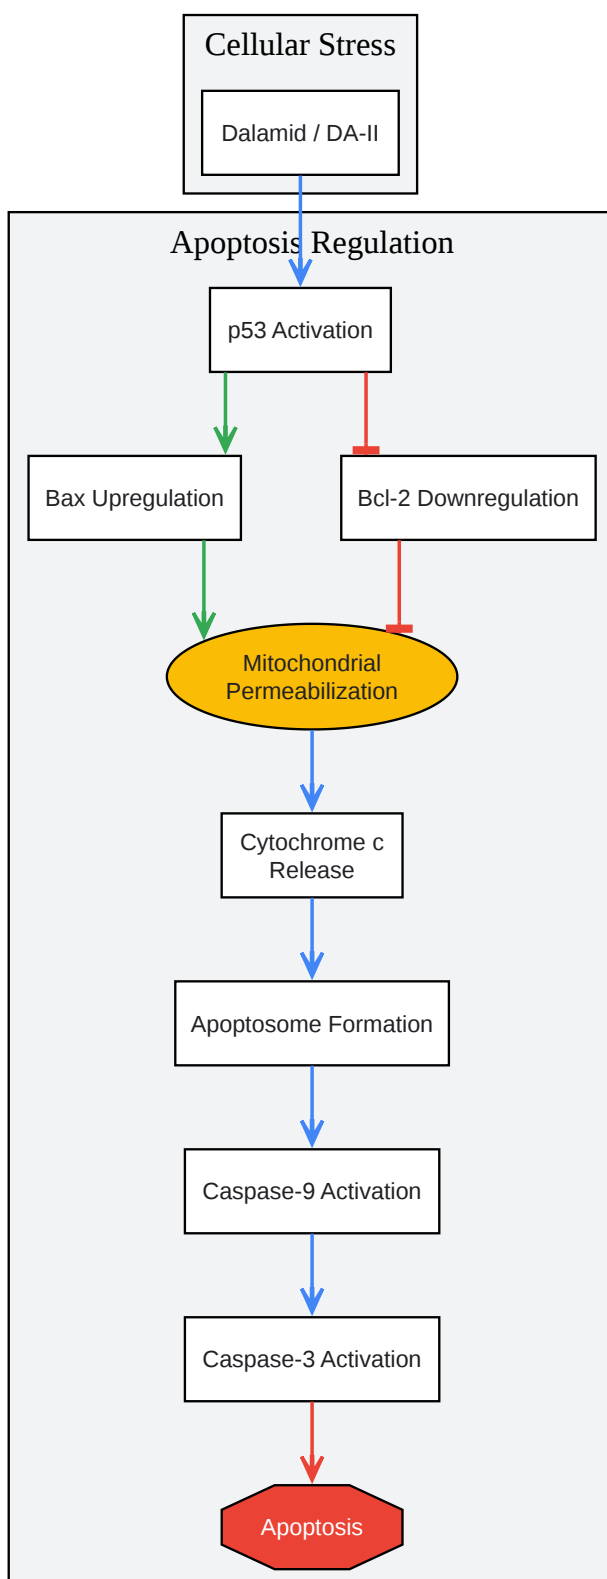 Cellular Stress
Dalamid / DA-II
Apoptosis Regulation
p53 Activation
Bax Upregulation
Bcl-2 Downregulation
Mitochondrial
Permeabilization
Cytochrome c
Release
Apoptosome Formation
Caspase-9 Activation
Caspase-3 Activation
Apoptosis